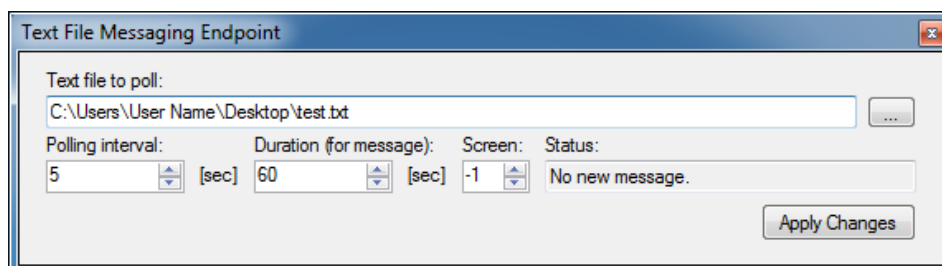 Text File Messaging Endpoint
Text file to poll:
C:\Users\User Name\Desktop\test.txt
...
Polling interval: Duration (for message): Screen: Status:
5 [sec] 60 [sec] -1 No new message.
Apply Changes